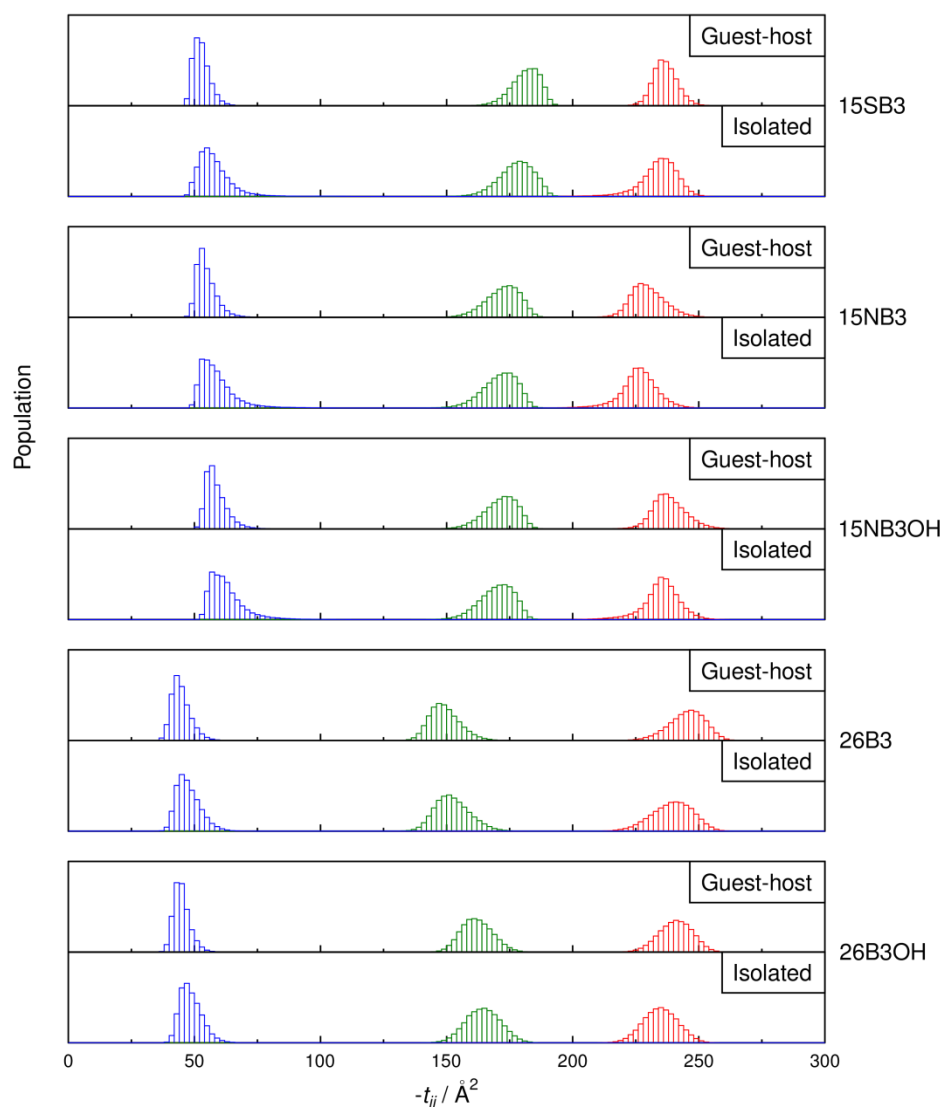 Guest-host
15SB3
Isolated
Guest-host
15NB3
Isolated
Population
Guest-host
15NB3OH
Isolated
Guest-host
26B3
Isolated
Guest-host
26B3OH
Isolated
0 50 100 150 200 250 300
-tii / Å²